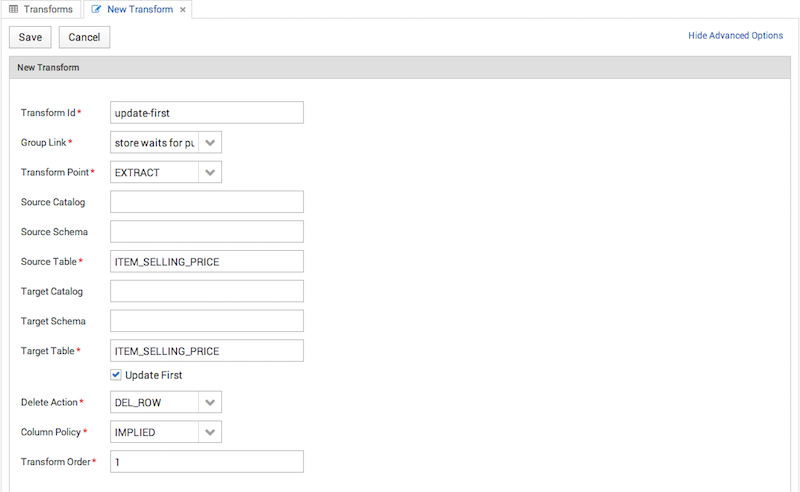 Transforms New Transform ×
Save Cancel Hide Advanced Options
New Transform
Transform Id* update-first
Group Link* store waits for pu
Transform Point* EXTRACT
Source Catalog
Source Schema
Source Table* ITEM_SELLING_PRICE
Target Catalog
Target Schema
Target Table* ITEM_SELLING_PRICE
Update First
Delete Action* DEL_ROW
Column Policy* IMPLIED
Transform Order* 1